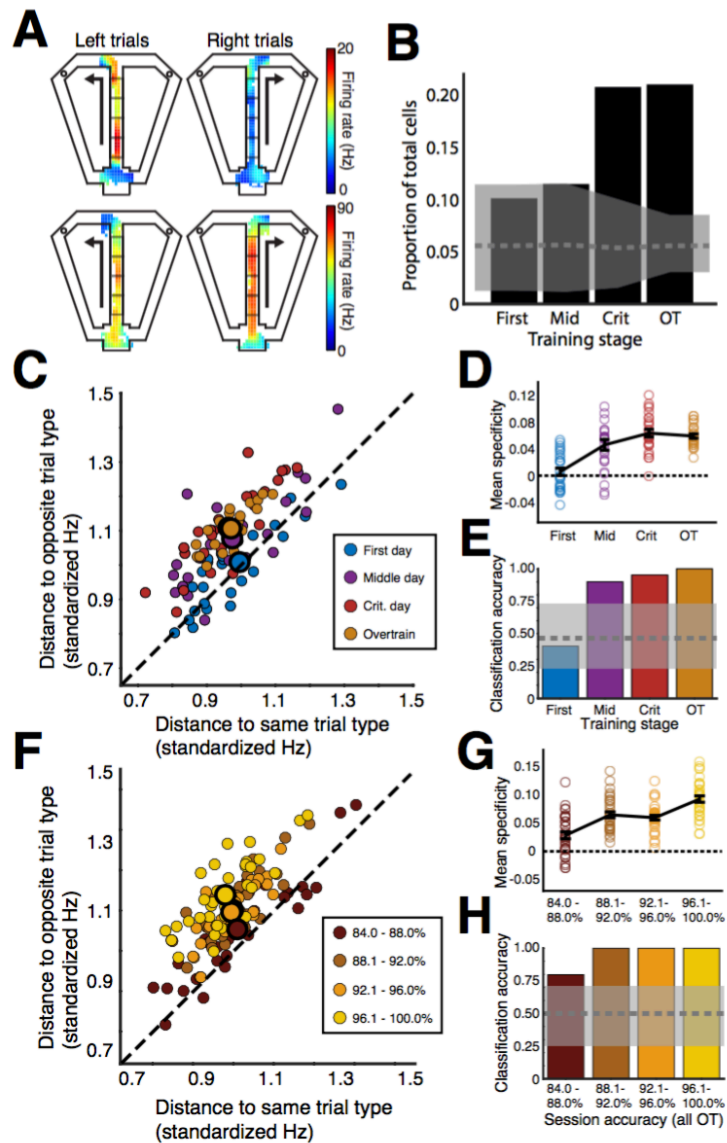 A
Left trials
Right trials
20
Firing rate (Hz)
0
90
Firing rate (Hz)
0
B
Proportion of total cells
0.20
0.15
0.10
0.05
0
First
Mid
Crit
OT
Training stage
C
Distance to opposite trial type
(standardized Hz)
1.5
1.3
1.1
0.9
0.7
0.7
0.9
1.1
1.3
1.5
Distance to same trial type
(standardized Hz)
First day
Middle day
Crit. day
Overtrain
D
Mean specificity
0.12
0.08
0.04
0
-0.04
First
Mid
Crit
OT
E
Classification accuracy
1.00
0.75
0.50
0.25
0
First
Mid
Crit
OT
Training stage
F
Distance to opposite trial type
(standardized Hz)
1.5
1.3
1.1
0.9
0.7
0.7
0.9
1.1
1.3
1.5
Distance to same trial type
(standardized Hz)
84.0 - 88.0%
88.1 - 92.0%
92.1 - 96.0%
96.1 - 100.0%
G
Mean specificity
0.15
0.10
0.05
0
-0.05
84.0 -
88.0%
88.1-
92.0%
92.1-
96.0%
96.1-
100.0%
H
Classification accuracy
1.00
0.75
0.50
0.25
0
84.0 -
88.0%
88.1-
92.0%
92.1-
96.0%
96.1-
100.0%
Session accuracy (all OT)